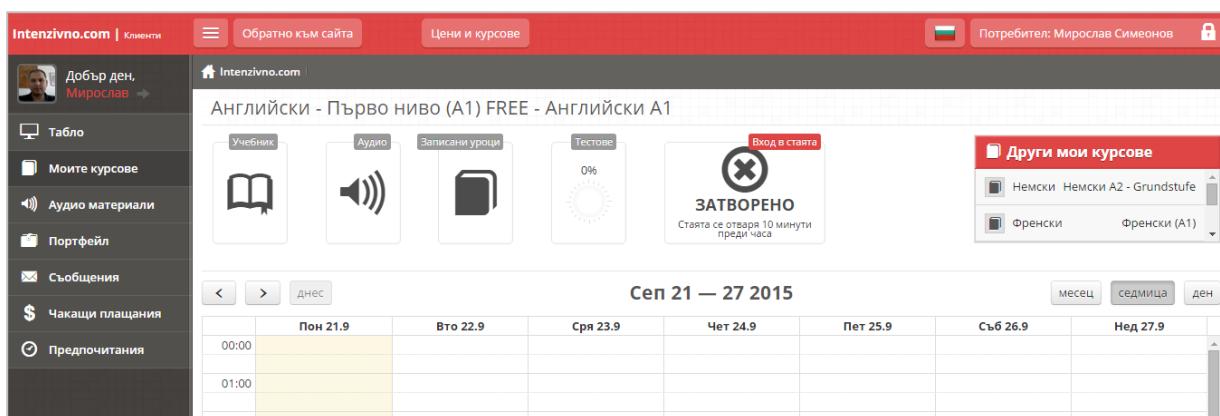 Intenzivno.com | Клиенти
Обратно към сайта
Цени и курсове
Потребител: Мирослав Симеонов
Добър ден,
Мирослав
Intenzivno.com
Табло
Моите курсове
Аудио материали
Портфейл
Съобщения
Чакащи плащания
Предпочитания
Английски - Първо ниво (A1) FREE - Английски A1
Учебник
Аудио
Записани уроци
Тестове
0%
Вход в стаята
ЗАТВОРЕНО
Стаята се отваря 10 минути
преди часа
Други мои курсове
Немски Немски A2 - Grundstufe
Френски Френски (A1)
днес
Сеп 21 — 27 2015
месец седмица ден
Пон 21.9 Вто 22.9 Сря 23.9 Чет 24.9 Пет 25.9 Съб 26.9 Нед 27.9
00:00
01:00